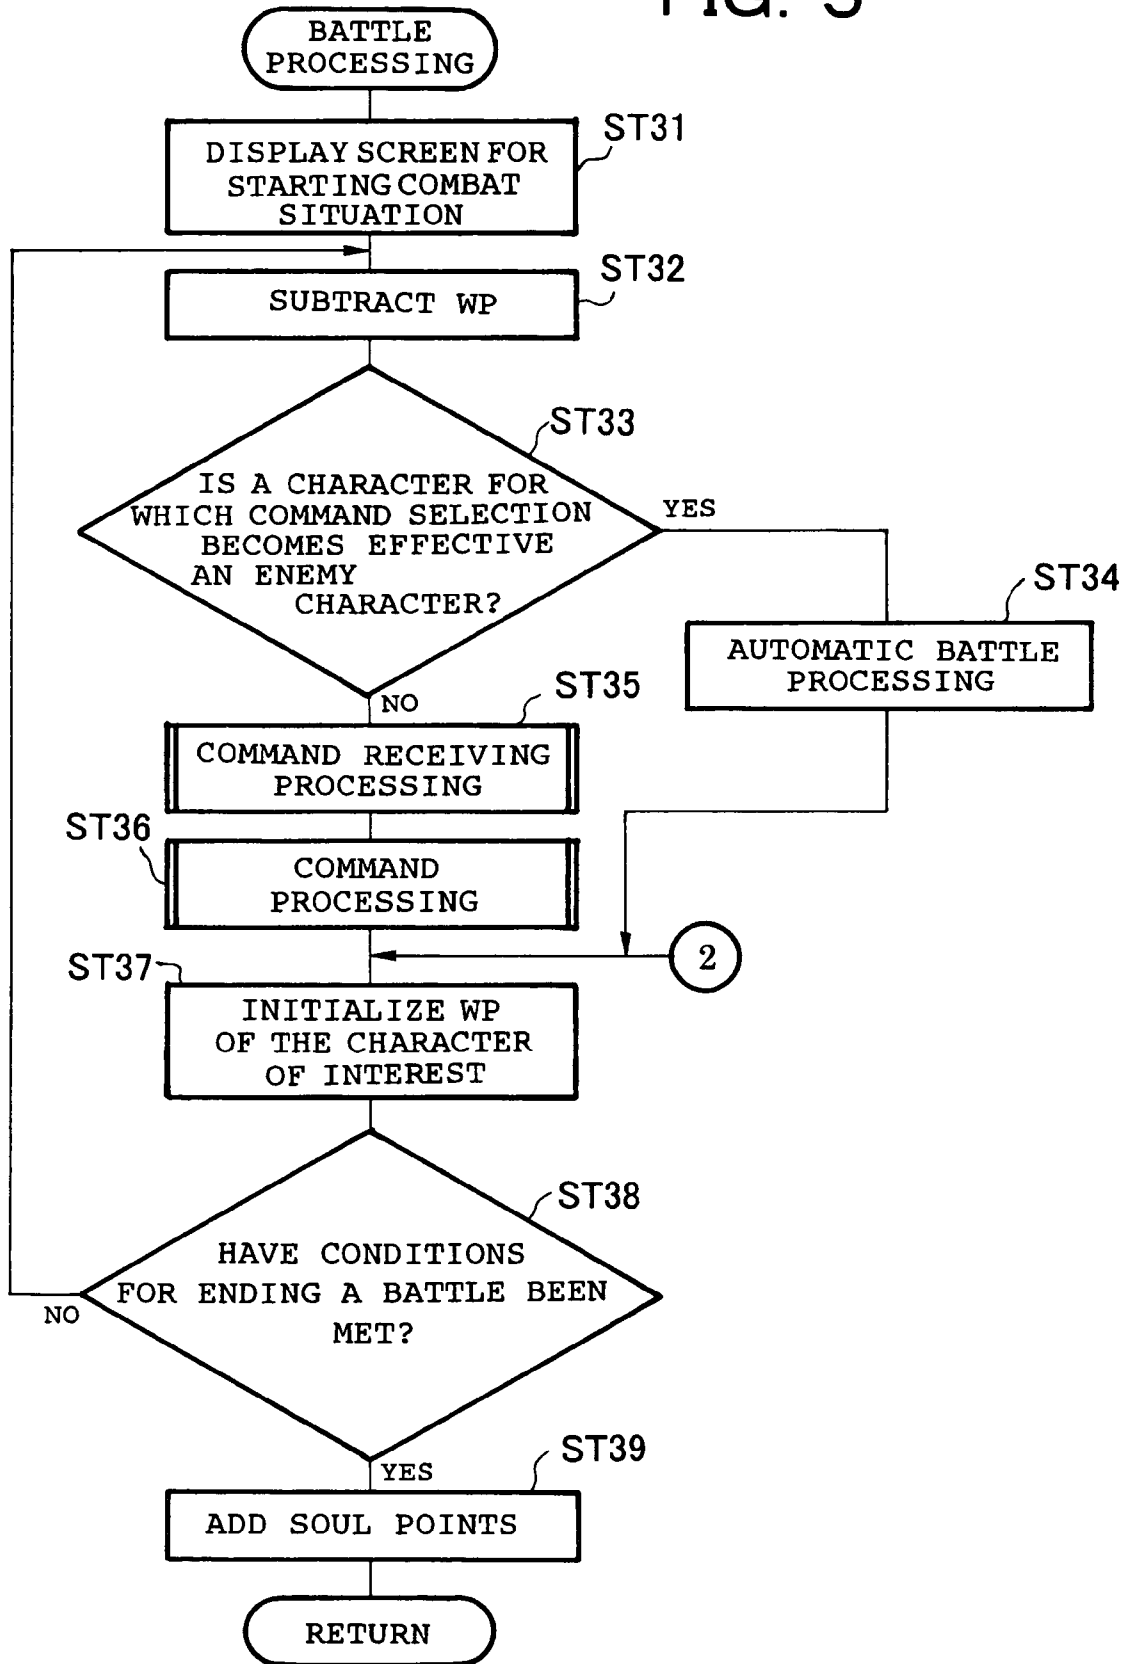 FIG.
BATTLE
PROCESSING
ST31
DISPLAY SCREEN FOR
STARTING COMBAT
SITUATION
ST32
SUBTRACT WP
ST33
IS A CHARACTER FOR
WHICH COMMAND SELECTION
BECOMES EFFECTIVE
AN ENEMY
CHARACTER?
YES
ST34
AUTOMATIC BATTLE
PROCESSING
NO
ST35
COMMAND RECEIVING
PROCESSING
ST36
COMMAND
PROCESSING
2
ST37
INITIALIZE WP
OF THE CHARACTER
OF INTEREST
ST38
HAVE CONDITIONS
FOR ENDING A BATTLE BEEN
MET?
NO
YES
ST39
ADD SOUL POINTS
RETURN